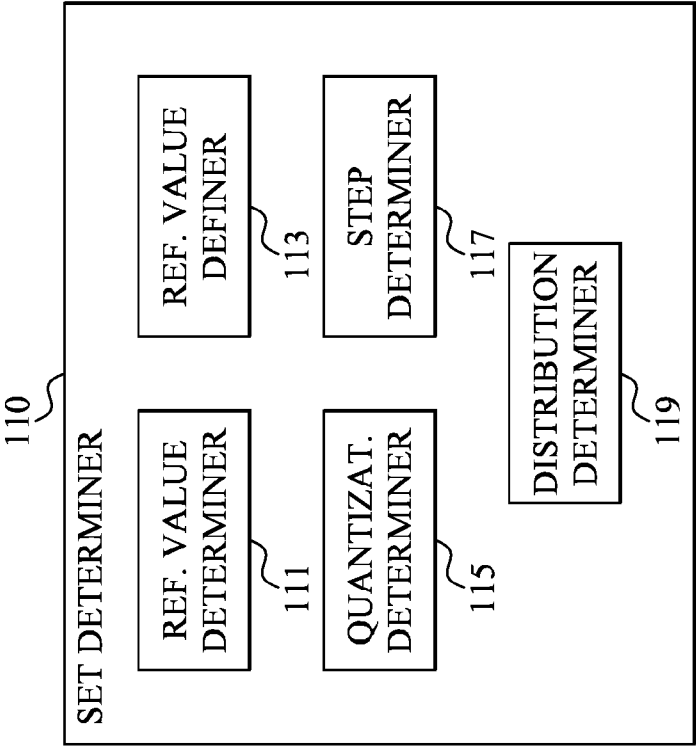 110
SET DETERMINER
REF. VALUE
DETERMINER
111
REF. VALUE
DEFINER
113
QUANTIZAT.
DETERMINER
115
STEP
DETERMINER
117
DISTRIBUTION
DETERMINER
119